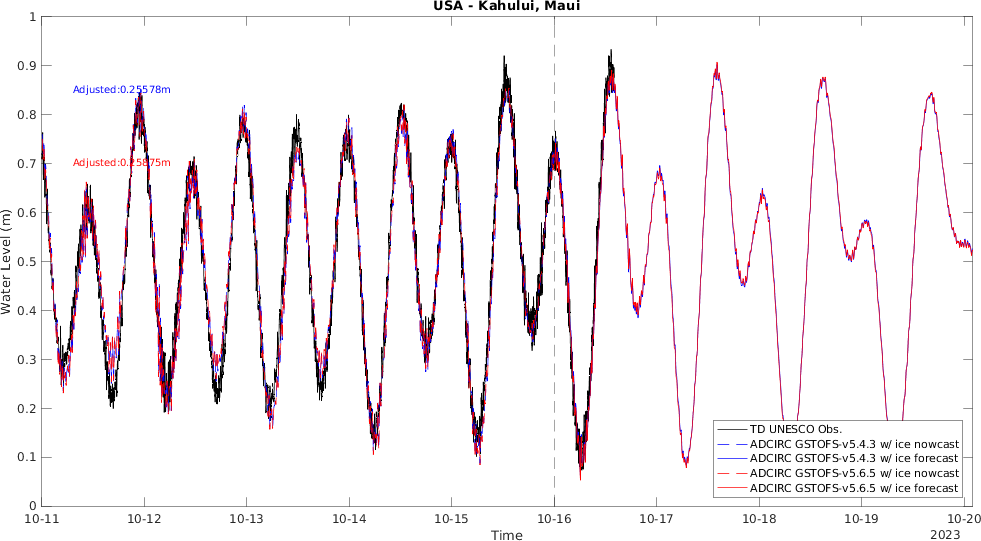 USA - Kahului, Maui
1
0.9
0.8
0.7
0.6
0.5
0.4
0.3
0.2
0.1
0
Water Level (m)
Adjusted:0.25578m
Adjusted:0.25875m
TD UNESCO Obs.
ADCIRC GSTOFS-v5.4.3 w/ ice nowcast
ADCIRC GSTOFS-v5.4.3 w/ ice forecast
ADCIRC GSTOFS-v5.6.5 w/ ice nowcast
ADCIRC GSTOFS-v5.6.5 w/ ice forecast
10-11 10-12 10-13 10-14 10-15 10-16 10-17 10-18 10-19 10-20
Time
2023